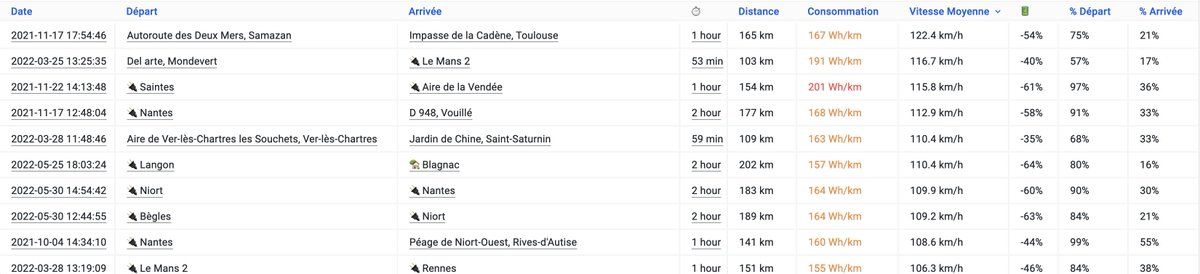 Date Départ Arrivée ⏱ Distance Consommation Vitesse Moyenne 🔋 % Départ % Arrivée
2021-11-17 17:54:46 Autoroute des Deux Mers, Samazan Impasse de la Cadène, Toulouse 1 hour 165 km 167 Wh/km 122.4 km/h -54% 75% 21%
2022-03-25 13:25:35 Del arte, Mondevert 🔌 Le Mans 2 53 min 103 km 191 Wh/km 116.7 km/h -40% 57% 17%
2021-11-22 14:13:48 🔌 Saintes 🔌 Aire de la Vendée 1 hour 154 km 201 Wh/km 115.8 km/h -61% 97% 36%
2021-11-17 12:48:04 🔌 Nantes D 948, Vouillé 2 hour 177 km 168 Wh/km 112.9 km/h -58% 91% 33%
2022-03-28 11:48:46 Aire de Ver-lès-Chartres les Souchets, Ver-lès-Chartres Jardin de Chine, Saint-Saturnin 59 min 109 km 163 Wh/km 110.4 km/h -35% 68% 33%
2022-05-25 18:03:24 🔌 Langon 🏡 Blagnac 2 hour 202 km 157 Wh/km 110.4 km/h -64% 80% 16%
2022-05-30 14:54:42 🔌 Niort 🔌 Nantes 2 hour 183 km 164 Wh/km 109.9 km/h -60% 90% 30%
2022-05-30 12:44:55 🔌 Bègles 🔌 Niort 2 hour 189 km 164 Wh/km 109.2 km/h -63% 84% 21%
2021-10-04 14:34:10 🔌 Nantes Péage de Niort-Ouest, Rives-d'Autise 1 hour 141 km 160 Wh/km 108.6 km/h -44% 99% 55%
2022-03-28 13:19:09 🔌 Le Mans 2 🔌 Rennes 1 hour 151 km 155 Wh/km 106.3 km/h -46% 84% 38%